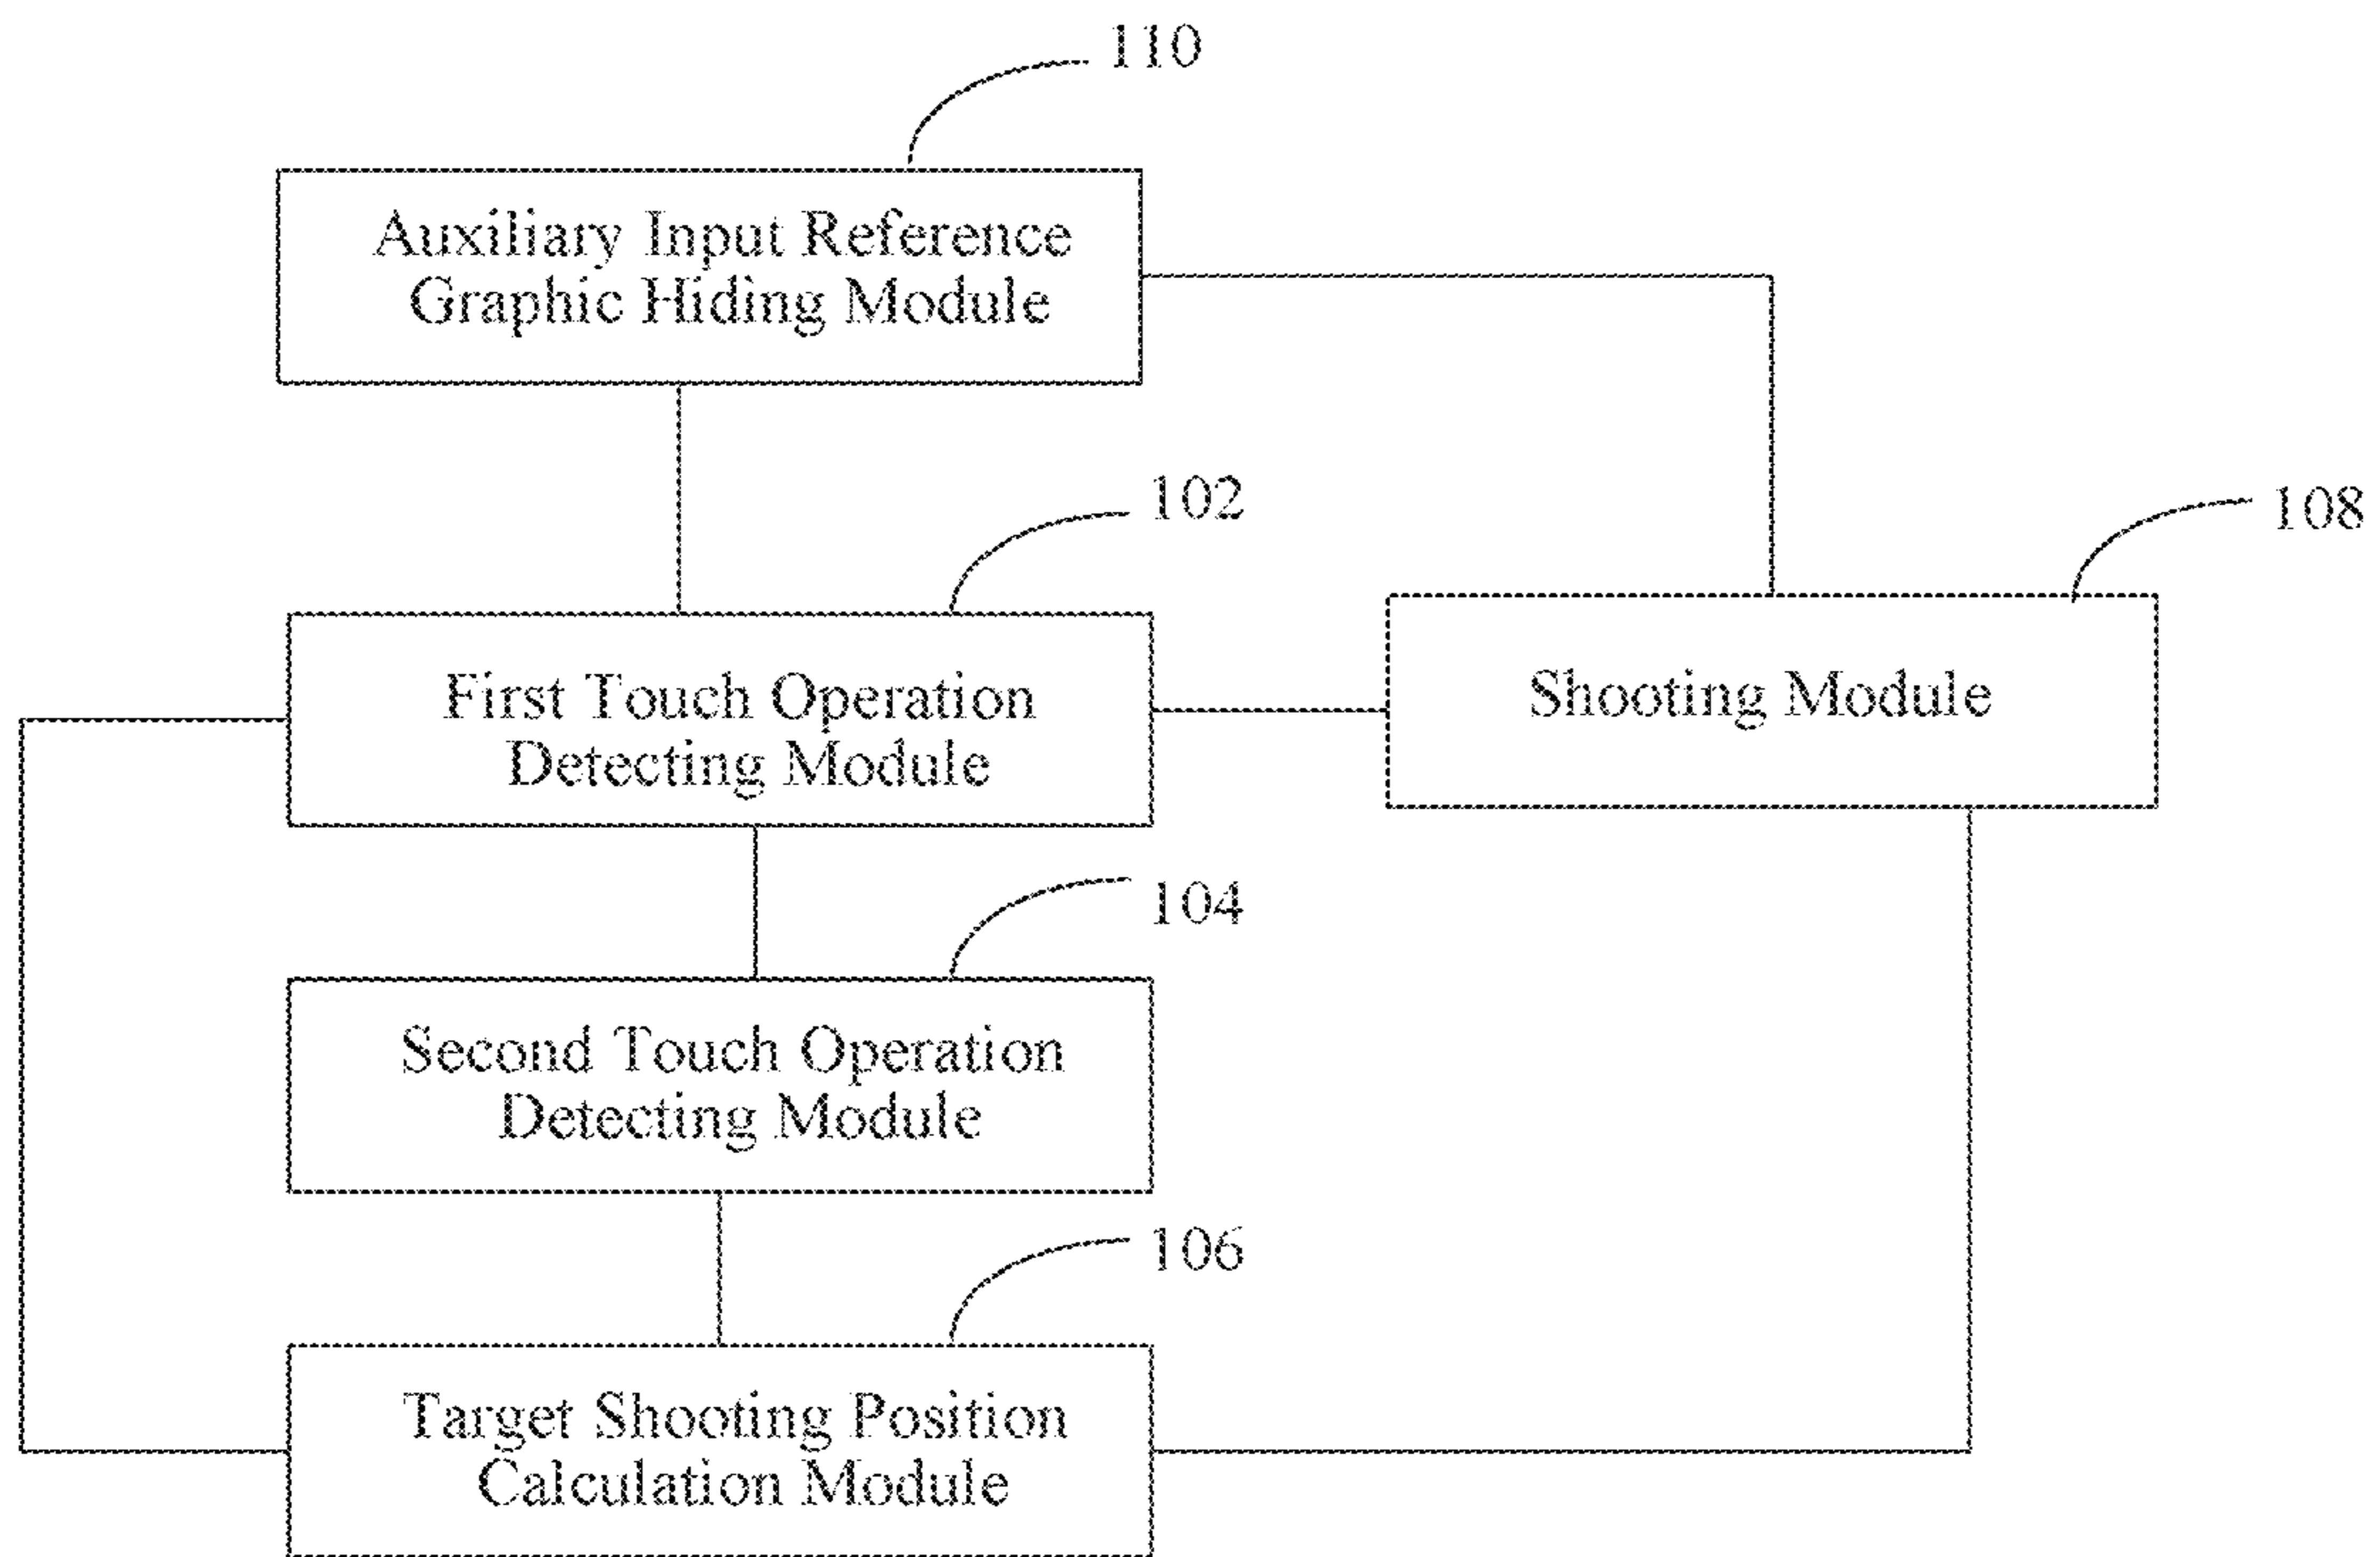 110
Auxiliary Input Reference
Graphic Hiding Module
102
108
First Touch Operation
Detecting Module
Shooting Module
104
Second Touch Operation
Detecting Module
106
Target Shooting Position
Calculation Module